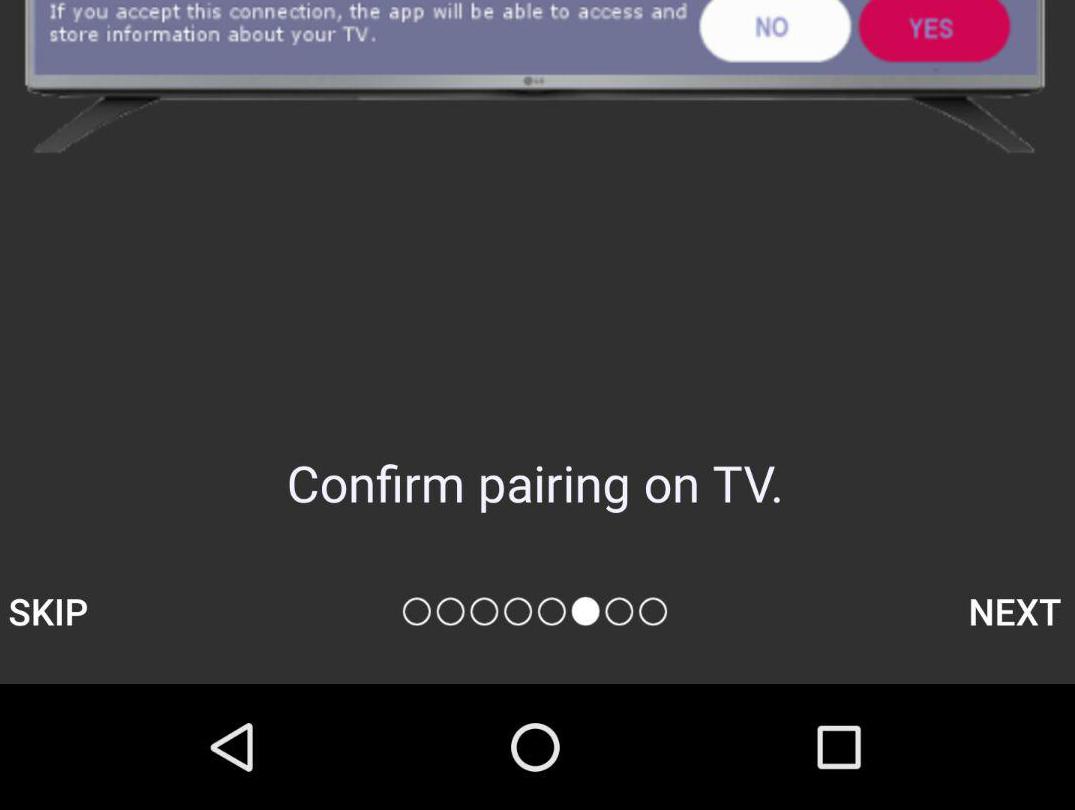 If you accept this connection, the app will be able to access and
store information about your TV.
NO
YES
LG
Confirm pairing on TV.
SKIP
NEXT